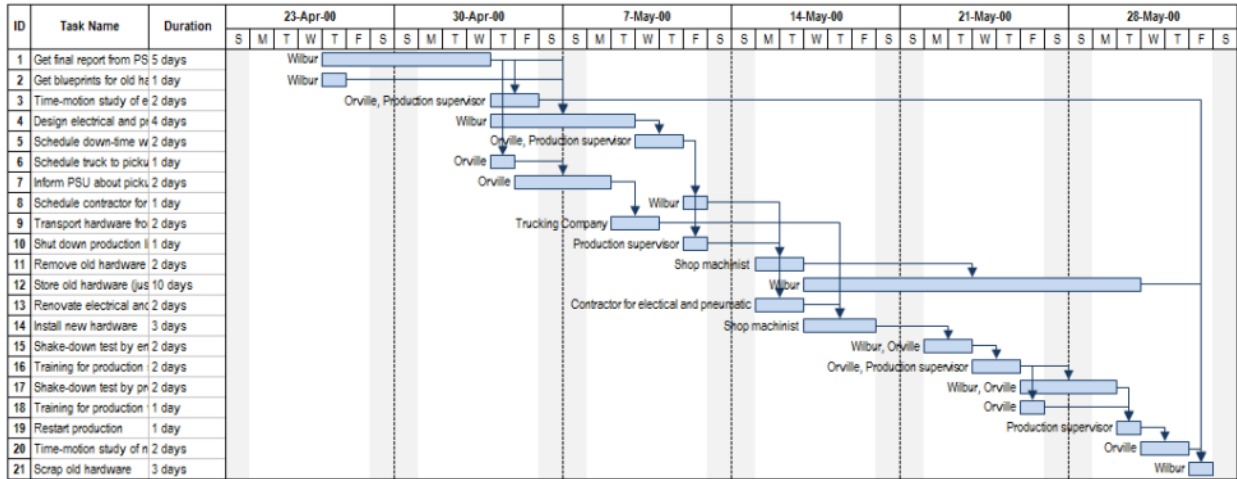 ID Task Name Duration 23-Apr-00 30-Apr-00 7-May-00 14-May-00 21-May-00 28-May-00
S M T W T F S S M T W T F S S M T W T F S S M T W T F S S M T W T F S S M T W T F S
1 Get final report from PS 5 days Wilbur
2 Get blueprints for old ha 1 day Wilbur
3 Time-motion study of e 2 days Orville, Production supervisor
4 Design electrical and pn 4 days Wilbur
5 Schedule down-time w 2 days Orville, Production supervisor
6 Schedule truck to picku 1 day Orville
7 Inform PSU about picku 2 days Orville
8 Schedule contractor for 1 day Wilbur
9 Transport hardware fro 2 days Trucking Company
10 Shut down production li 1 day Production supervisor
11 Remove old hardware 2 days Shop machinist
12 Store old hardware (jus 10 days Wilbur
13 Renovate electrical and 2 days Contractor for electical and pneumatic
14 Install new hardware 3 days Shop machinist
15 Shake-down test by en 2 days Wilbur, Orville
16 Training for production 2 days Orville, Production supervisor
17 Shake-down test by pro 2 days Wilbur, Orville
18 Training for production 1 day Orville
19 Restart production 1 day Production supervisor
20 Time-motion study of n 2 days Orville
21 Scrap old hardware 3 days Wilbur